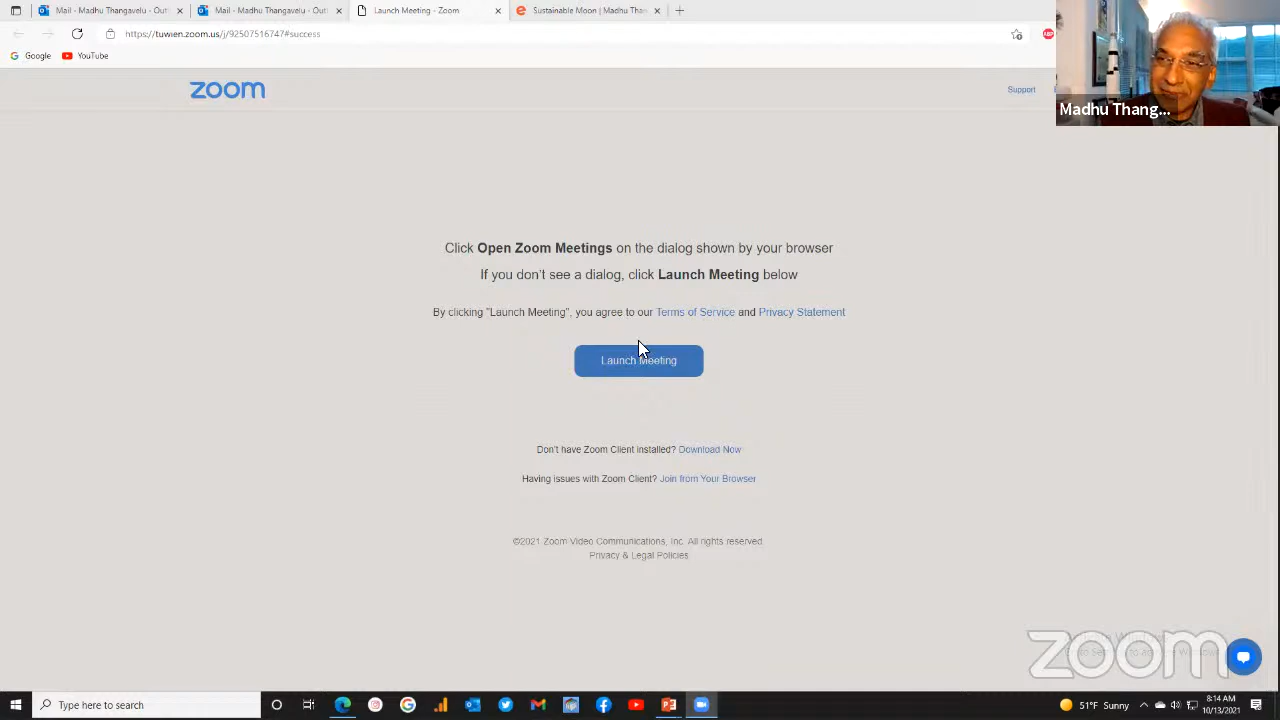 Mail - Madhu Thangavelu - Outl
Mail - Madhu Thangavelu - Outl
Launch Meeting - Zoom
Sustainable Moon | Madhu Than
https://tuwien.zoom.us/j/92507516747#success
ABP
Google
YouTube
zoom
Support
Madhu Thang...
Click Open Zoom Meetings on the dialog shown by your browser
If you don't see a dialog, click Launch Meeting below
By clicking "Launch Meeting", you agree to our Terms of Service and Privacy Statement
Launch Meeting
Don't have Zoom Client installed? Download Now
Having issues with Zoom Client? Join from Your Browser
©2021 Zoom Video Communications, Inc. All rights reserved.
Privacy & Legal Policies
zoom
Type here to search
51°F Sunny
8:14 AM
10/13/2021